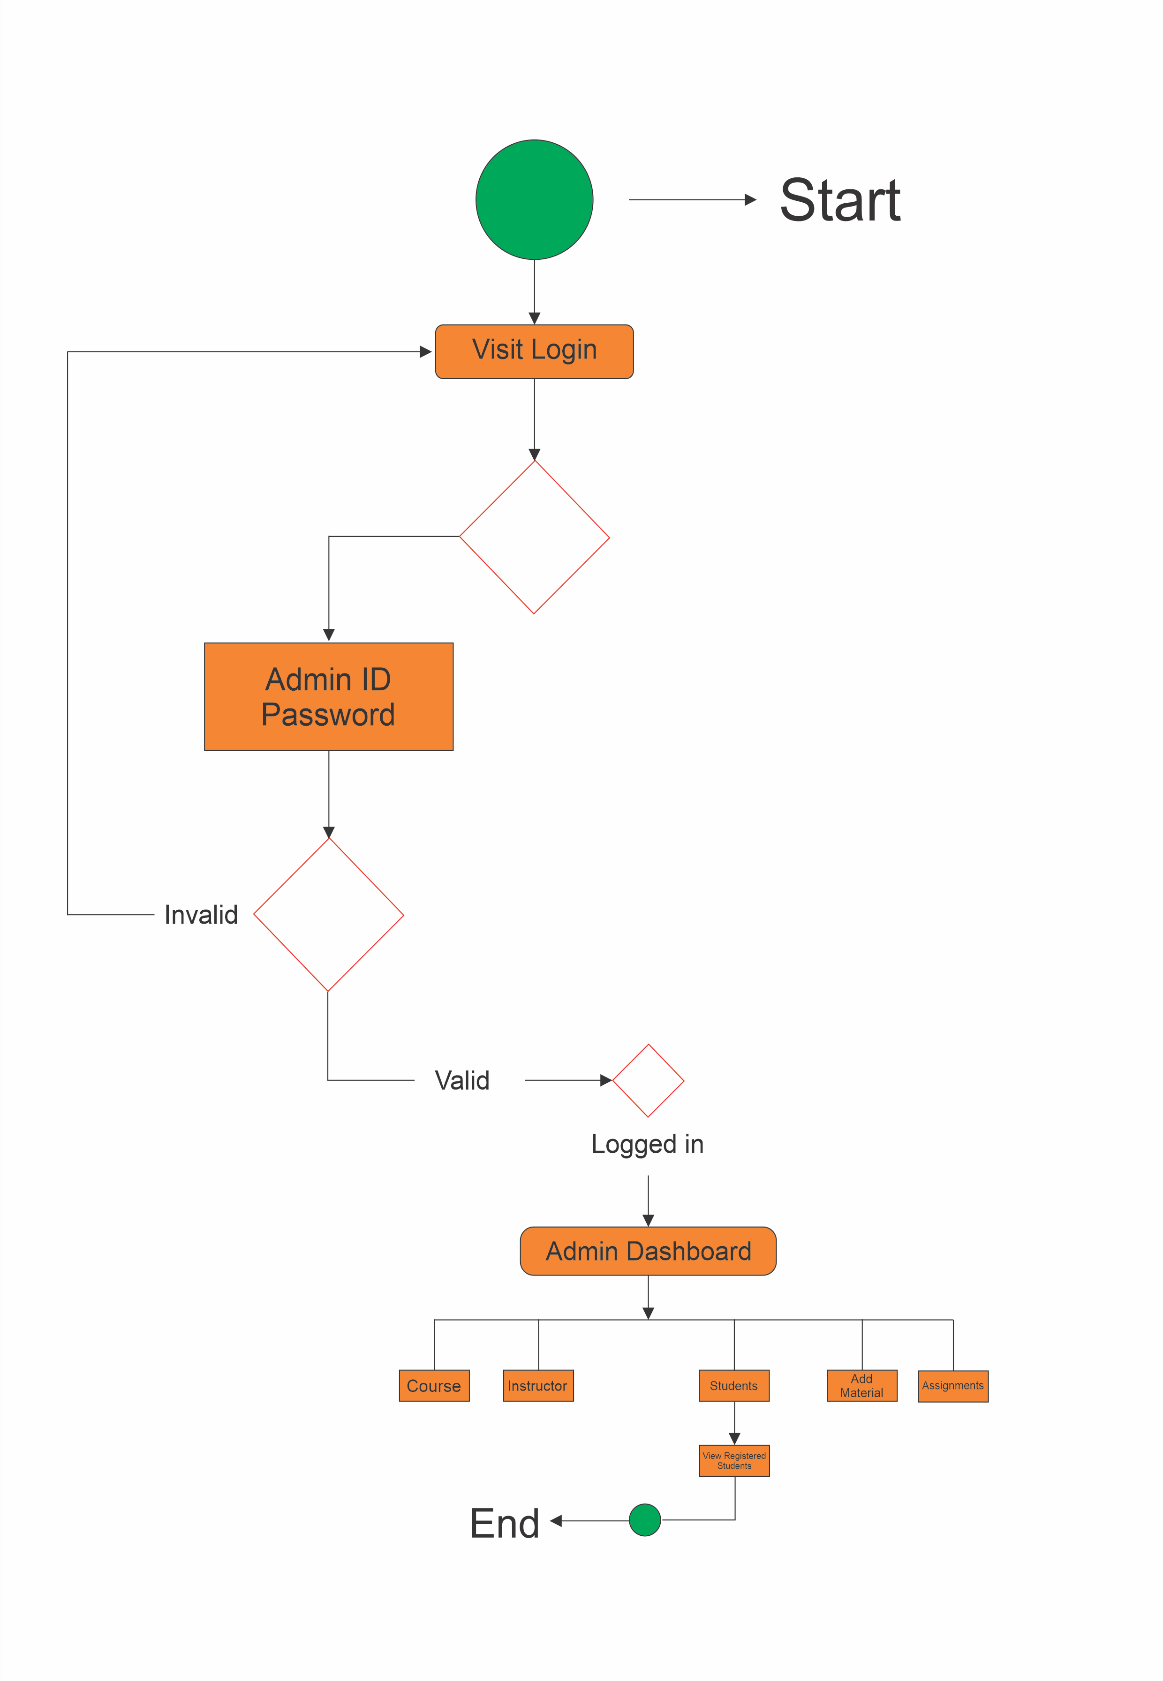 Start
Visit Login
Admin ID
Password
Invalid
Valid
Logged in
Admin Dashboard
Course
Instructor
Students
Add
Material
Assignments
View Registered
Students
End